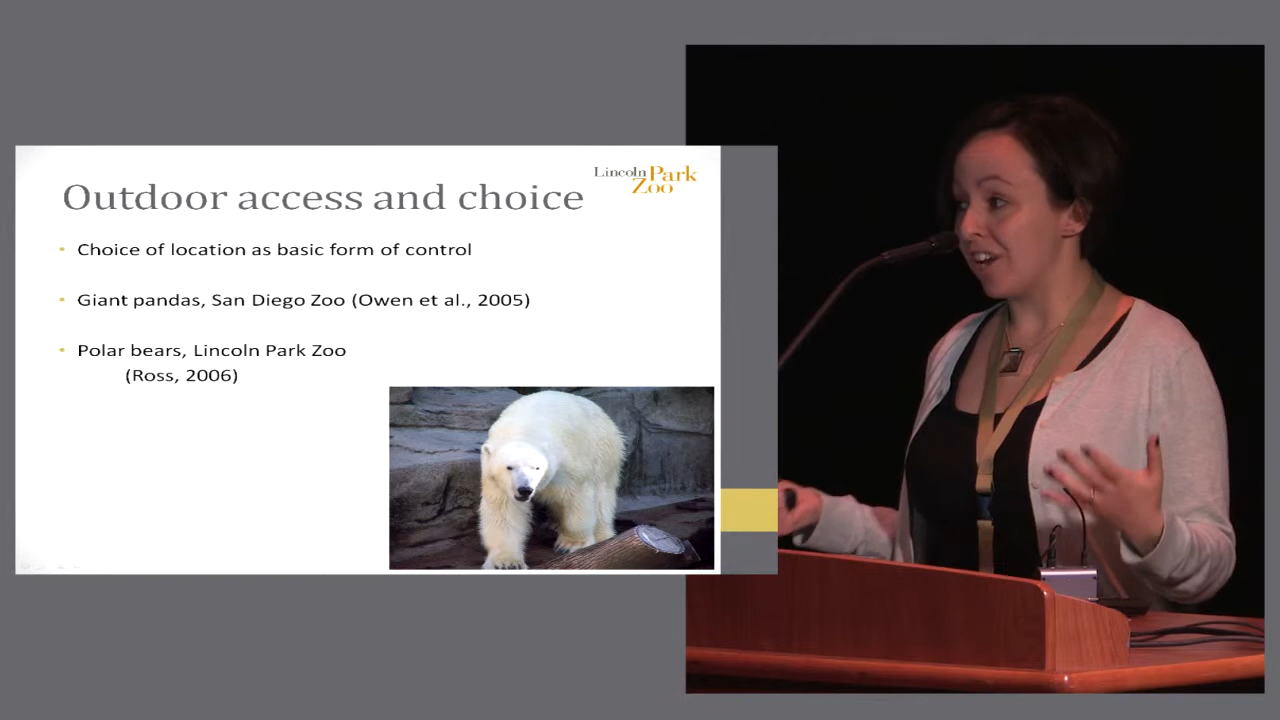 Lincoln Park
Zoo
Outdoor access and choice
• Choice of location as basic form of control
• Giant pandas, San Diego Zoo (Owen et al., 2005)
• Polar bears, Lincoln Park Zoo
(Ross, 2006)